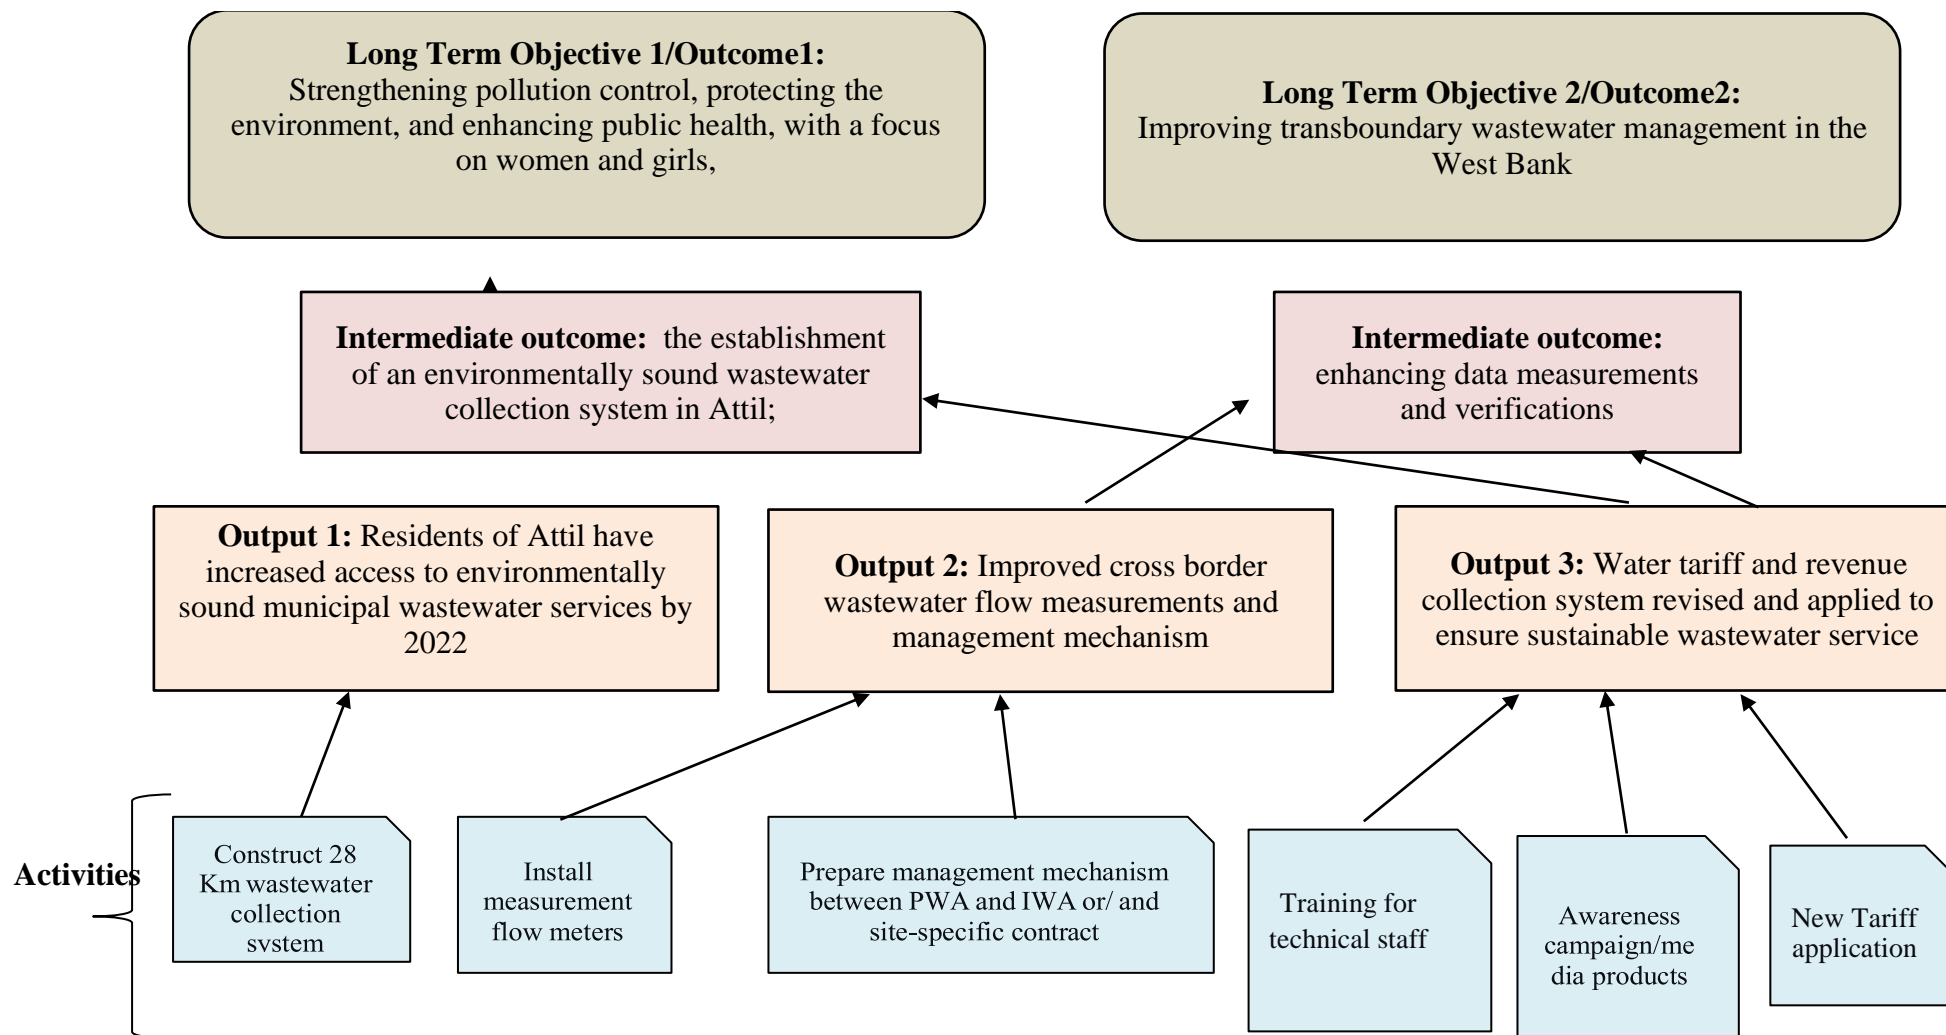 Long Term Objective 1/Outcome1:
Strengthening pollution control, protecting the
environment, and enhancing public health, with a focus
on women and girls,
Long Term Objective 2/Outcome2:
Improving transboundary wastewater management in the
West Bank
Intermediate outcome: the establishment
of an environmentally sound wastewater
collection system in Attil;
Intermediate outcome:
enhancing data measurements
and verifications
Output 1: Residents of Attil have
increased access to environmentally
sound municipal wastewater services by
2022
Output 2: Improved cross border
wastewater flow measurements and
management mechanism
Output 3: Water tariff and revenue
collection system revised and applied to
ensure sustainable wastewater service
Activities
Construct 28
Km wastewater
collection
system
Install
measurement
flow meters
Prepare management mechanism
between PWA and IWA or/ and
site-specific contract
Training for
technical staff
Awareness
campaign/me
dia products
New Tariff
application